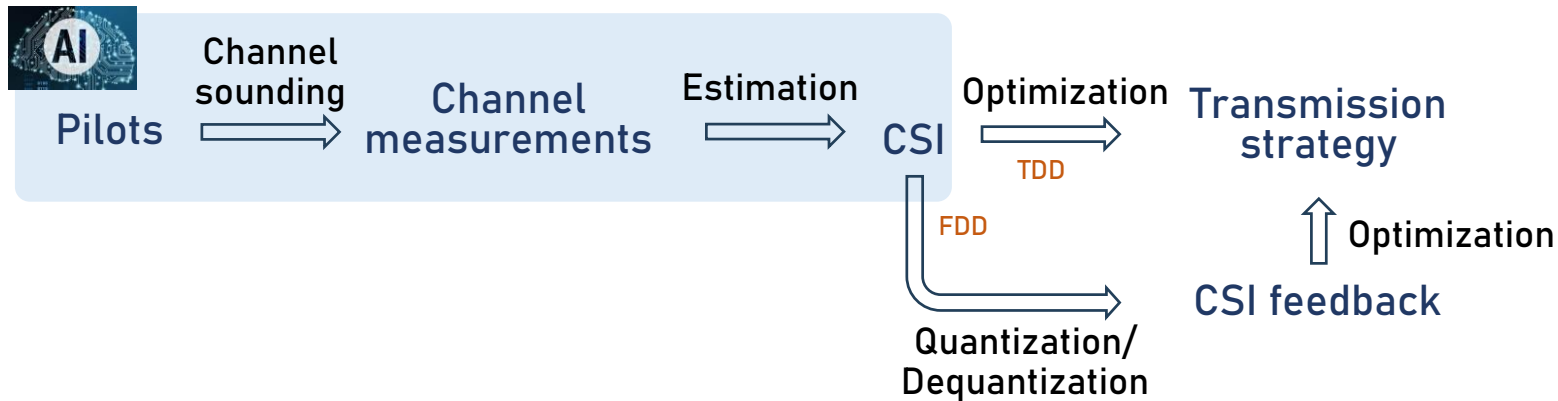 AI
Channel
sounding
Pilots
Channel
measurements
Estimation
CSI
Optimization
TDD
Transmission
strategy
FDD
Optimization
CSI feedback
Quantization/
Dequantization